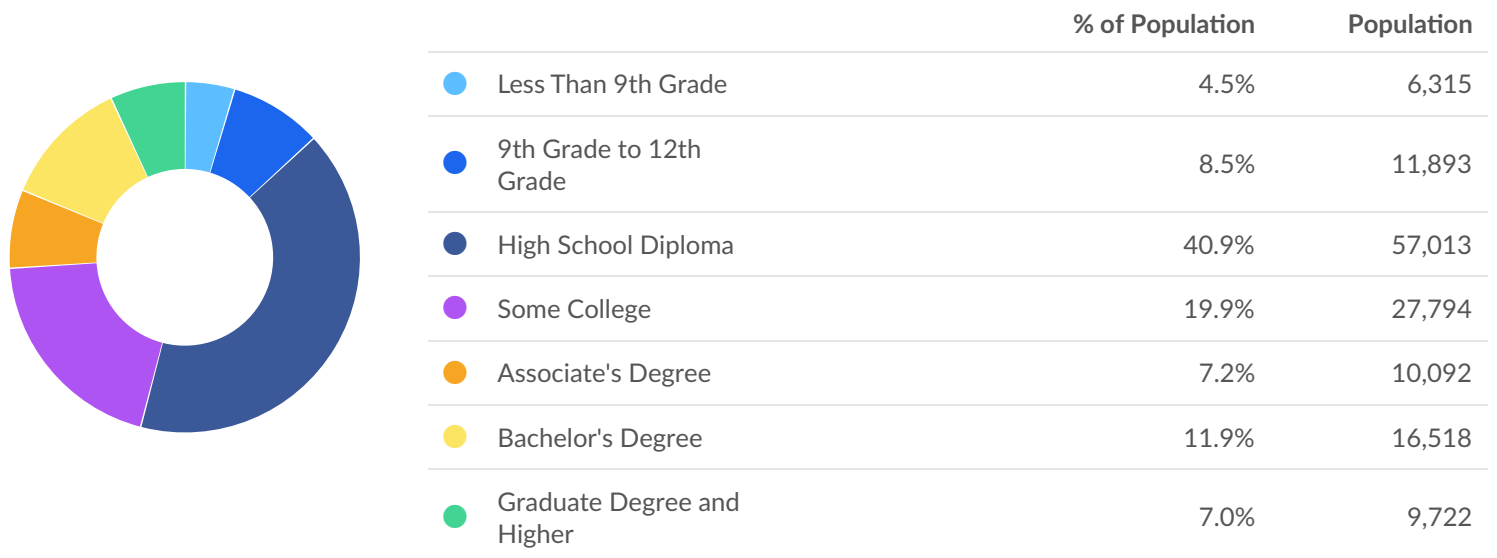 % of Population Population
Less Than 9th Grade 4.5% 6,315
9th Grade to 12th
Grade 8.5% 11,893
High School Diploma 40.9% 57,013
Some College 19.9% 27,794
Associate's Degree 7.2% 10,092
Bachelor's Degree 11.9% 16,518
Graduate Degree and
Higher 7.0% 9,722